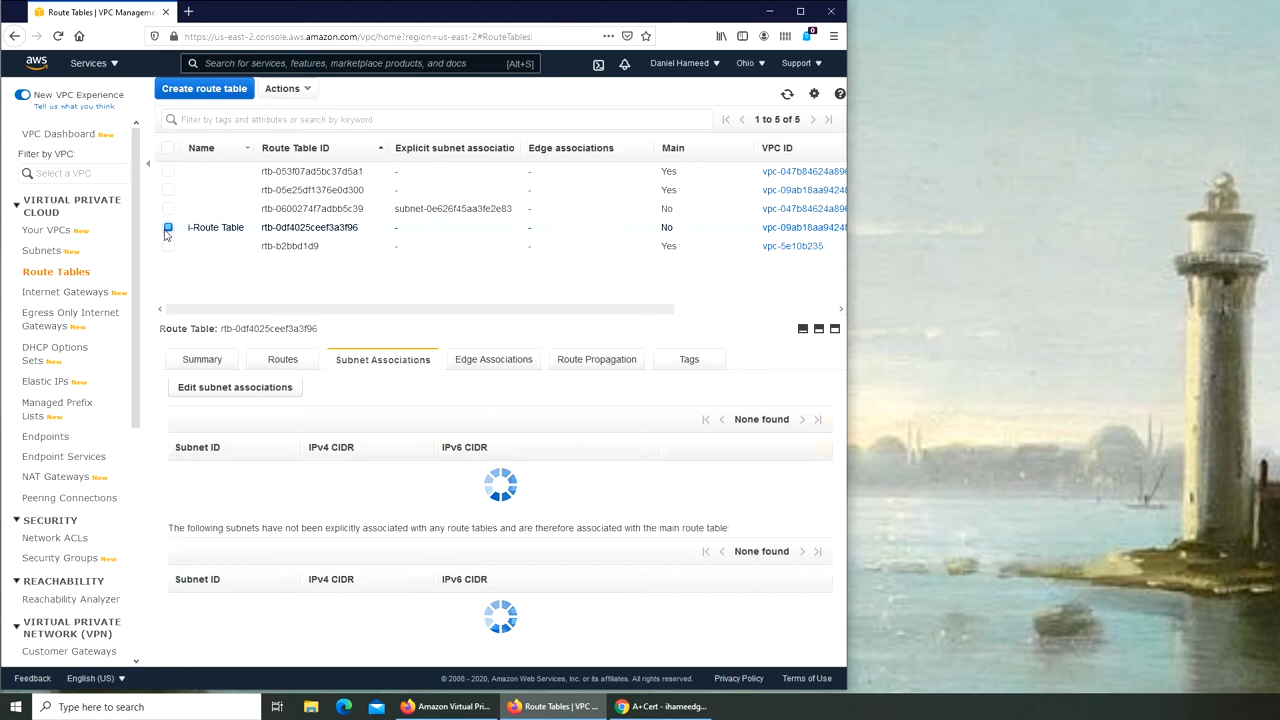 Route Tables | VPC Manageme
https://us-east-2.console.aws.amazon.com/vpc/home?region=us-east-2#RouteTables:
0
aws
Services
Search for services, features, marketplace products, and docs
[Alt+S]
Daniel Hameed
Ohio
Support
New VPC Experience
Tell us what you think
Create route table
Actions
VPC Dashboard New
Filter by VPC:
Select a VPC
VIRTUAL PRIVATE
CLOUD
Your VPCs New
Subnets New
Route Tables
Internet Gateways New
Egress Only Internet
Gateways New
DHCP Options
Sets New
Elastic IPs New
Managed Prefix
Lists New
Endpoints
Endpoint Services
NAT Gateways New
Peering Connections
SECURITY
Network ACLs
Security Groups New
REACHABILITY
Reachability Analyzer
VIRTUAL PRIVATE
NETWORK (VPN)
Customer Gateways
Filter by tags and attributes or search by keyword
1 to 5 of 5
Name Route Table ID Explicit subnet associatio Edge associations Main VPC ID
rtb-053f07ad5bc37d5a1 - - Yes vpc-047b84624a896
rtb-05e25df1376e0d300 - - Yes vpc-09ab18aa94248
rtb-0600274f7adbb5c39 subnet-0e626f45aa3fe2e83 - No vpc-047b84624a896
i-Route Table rtb-0df4025ceef3a3f96 - - No vpc-09ab18aa94248
rtb-b2bbd1d9 - - Yes vpc-5e10b235
Route Table: rtb-0df4025ceef3a3f96
Summary Routes Subnet Associations Edge Associations Route Propagation Tags
Edit subnet associations
None found
Subnet ID IPv4 CIDR IPv6 CIDR
The following subnets have not been explicitly associated with any route tables and are therefore associated with the main route table:
None found
Subnet ID IPv4 CIDR IPv6 CIDR
Feedback
English (US)
© 2008 - 2020, Amazon Web Services, Inc. or its affiliates. All rights reserved.
Privacy Policy
Terms of Use
Type here to search
Amazon Virtual Pri...
Route Tables | VPC ...
A+Cert - ihameedg...